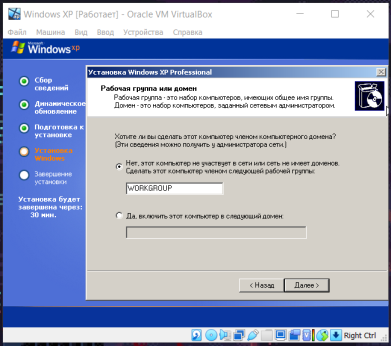 Windows XP [Работает] - Oracle VM VirtualBox
Файл Машина Вид Ввод Устройства Справка
Microsoft
Windows xp
Сбор сведений
Динамическое обновление
Подготовка к установке
Установка Windows
Завершение установки
Установка будет завершена через:
30 мин.
Установка Windows XP Professional
Рабочая группа или домен
Рабочая группа - это набор компьютеров, имеющих общее имя группы.
Домен - это набор компьютеров, заданный сетевым администратором.
Хотите ли вы сделать этот компьютер членом компьютерного домена?
(Эти сведения можно получить у администратора сети.)
Нет, этот компьютер не участвует в сети или сеть не имеет доменов.
Сделать этот компьютер членом следующей рабочей группы:
WORKGROUP
Да, включить этот компьютер в следующий домен:
< Назад Далее >
Right Ctrl